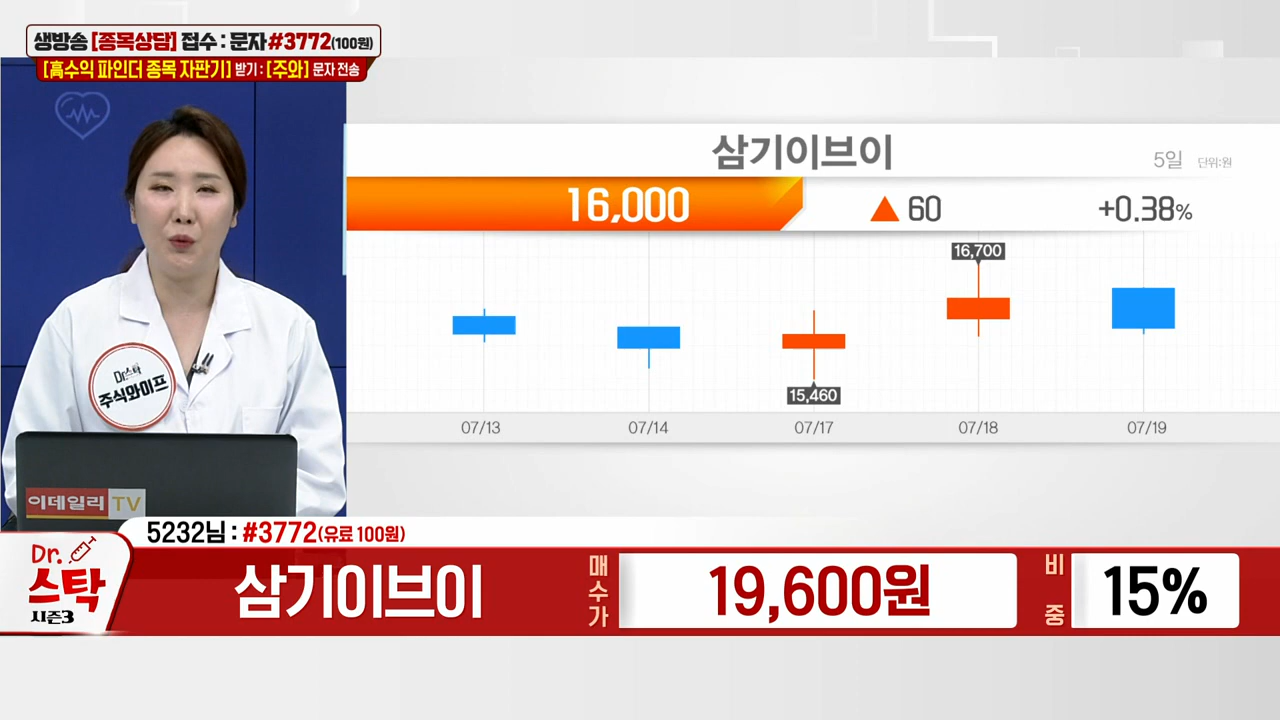 생방송 [종목상담] 접수 : 문자#3772(100원)
[高수익 파인더 종목 자판기] 받기 : [주와] 문자 전송
삼기이브이
5일 단위:원
16,000 ▲ 60 +0.38%
16,700
15,460
07/13 07/14 07/17 07/18 07/19
Dr.스탁
주식와이프
이데일리 TV
5232님 : #3772(유료 100원)
Dr.
스탁
시즌3
삼기이브이 매수가 19,600원 비중 15%